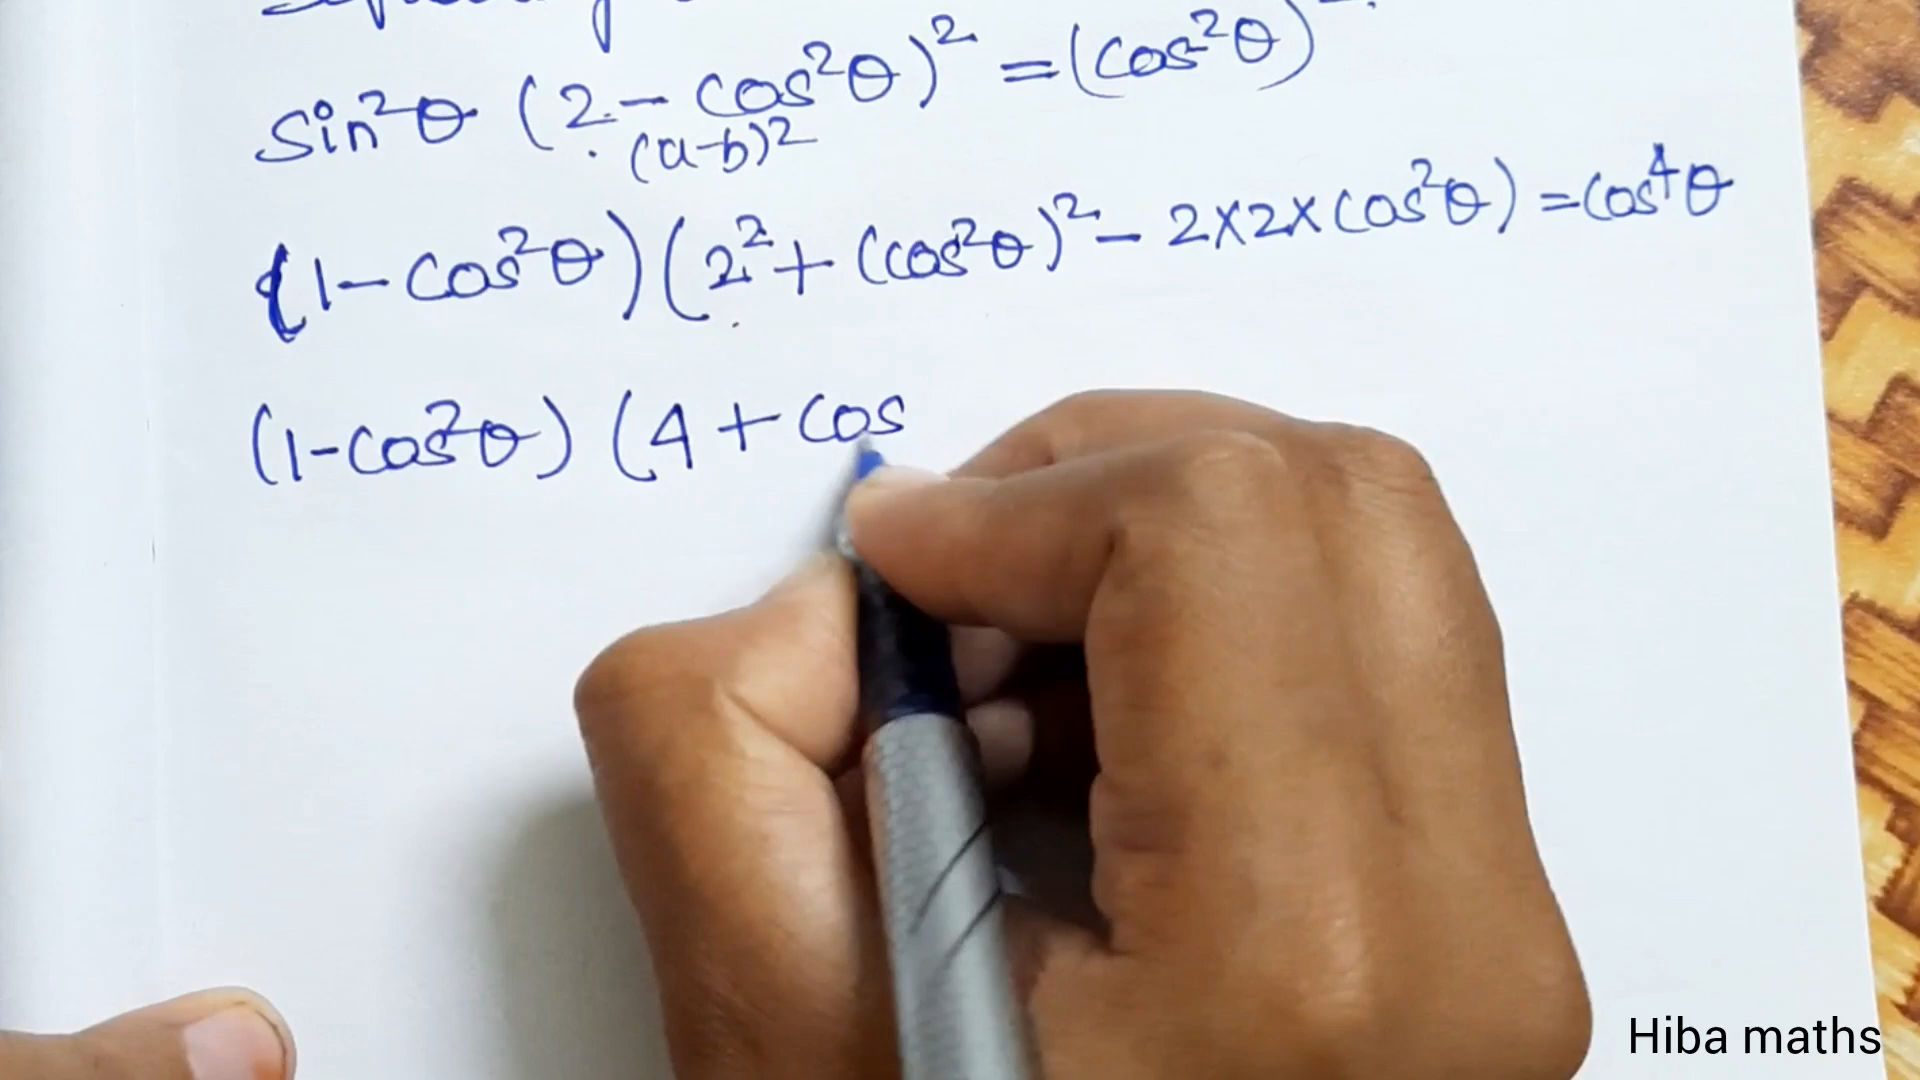 sin²θ (2 - cos²θ)² = (cos²θ)
(a-b)²
(1 - cos²θ) (2² + (cos²θ)² - 2×2×cos²θ) = cos⁴θ
(1-cos²θ) (4 + cos
Hiba maths